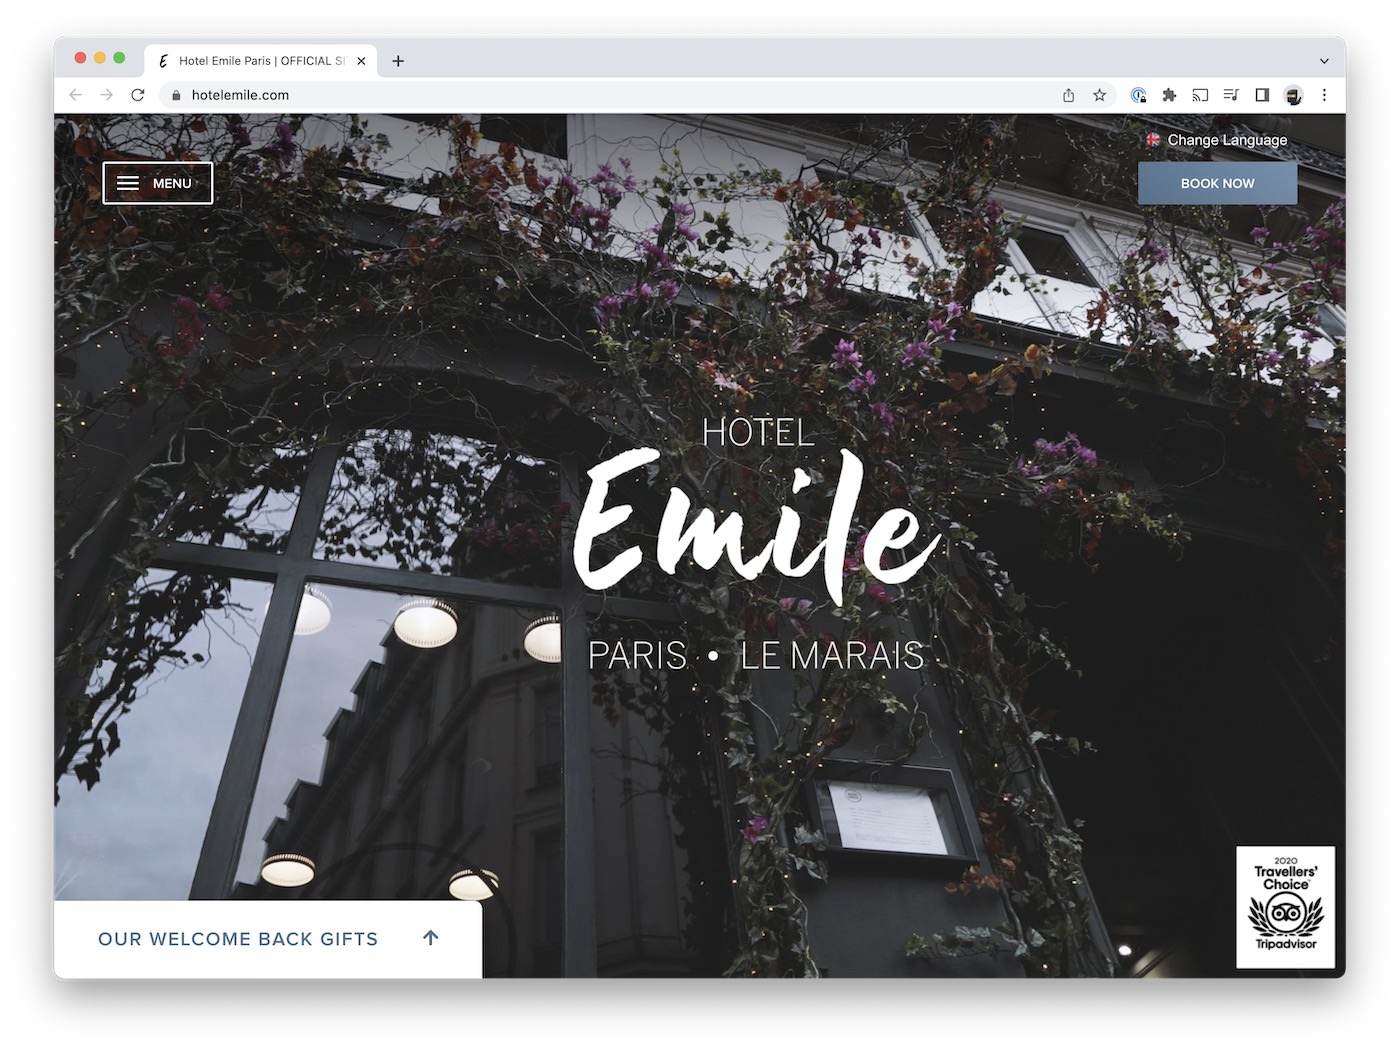 Hotel Emile Paris | OFFICIAL SI
hotelemile.com
Change Language
MENU
BOOK NOW
HOTEL
Emile
PARIS • LE MARAIS
OUR WELCOME BACK GIFTS
2020
Travellers'
Choice
Tripadvisor